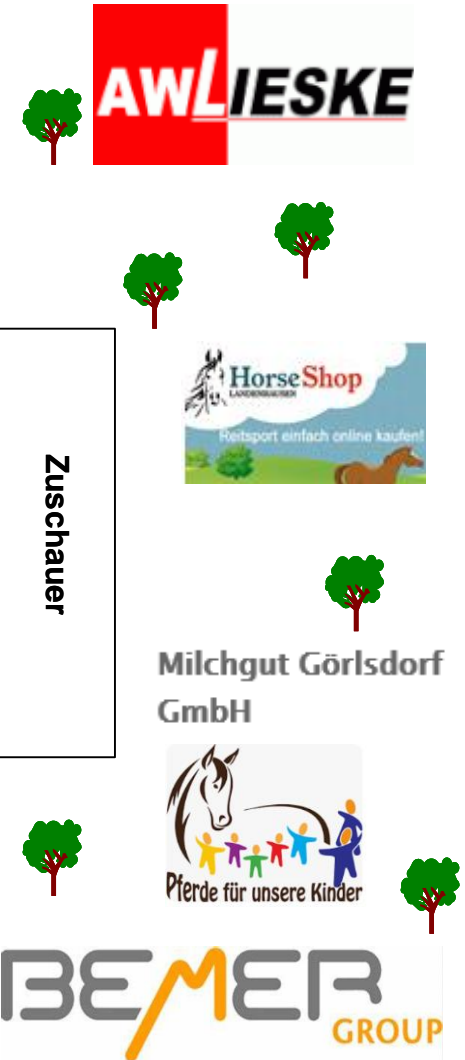 AWLIESKE
HorseShop
LANDENHAUSEN
Reitsport einfach online kaufen!
Zuschauer
Milchgut Görlsdorf
GmbH
Pferde für unsere Kinder
BEMER
GROUP